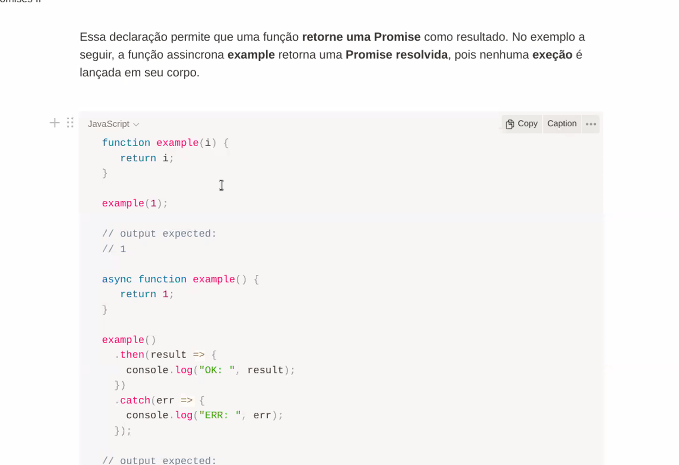 Essa declaração permite que uma função retorne uma Promise como resultado. No exemplo a
seguir, a função assincrona example retorna uma Promise resolvida, pois nenhuma exeção é
lançada em seu corpo.
JavaScript
Copy Caption
function example(i) {
return i;
}
example(1);
// output expected:
// 1
async function example() {
return 1;
}
example()
.then(result => {
console.log("OK: ", result);
})
.catch(err => {
console.log("ERR: ", err);
});
// output expected: